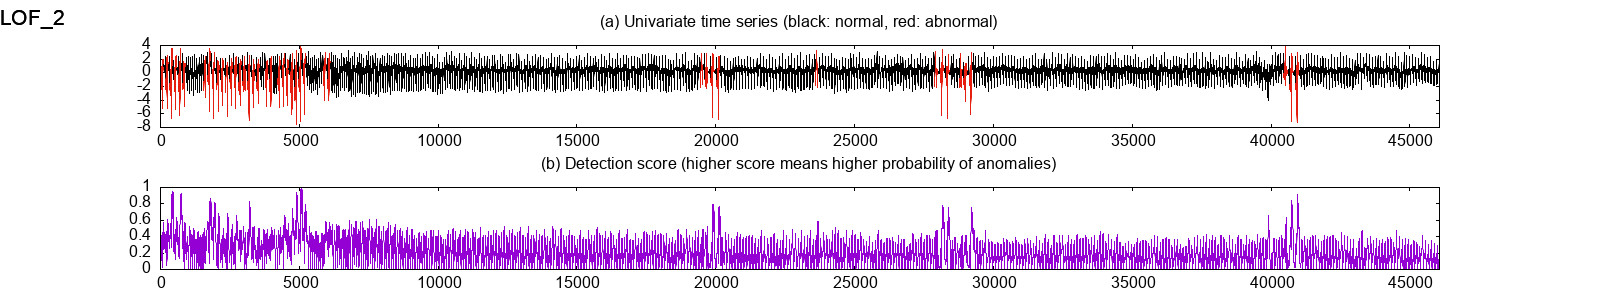 LOF_2
(a) Univariate time series (black: normal, red: abnormal)
4
2
0
-2
-4
-6
-8
0 5000 10000 15000 20000 25000 30000 35000 40000 45000
(b) Detection score (higher score means higher probability of anomalies)
1
0.8
0.6
0.4
0.2
0
0 5000 10000 15000 20000 25000 30000 35000 40000 45000